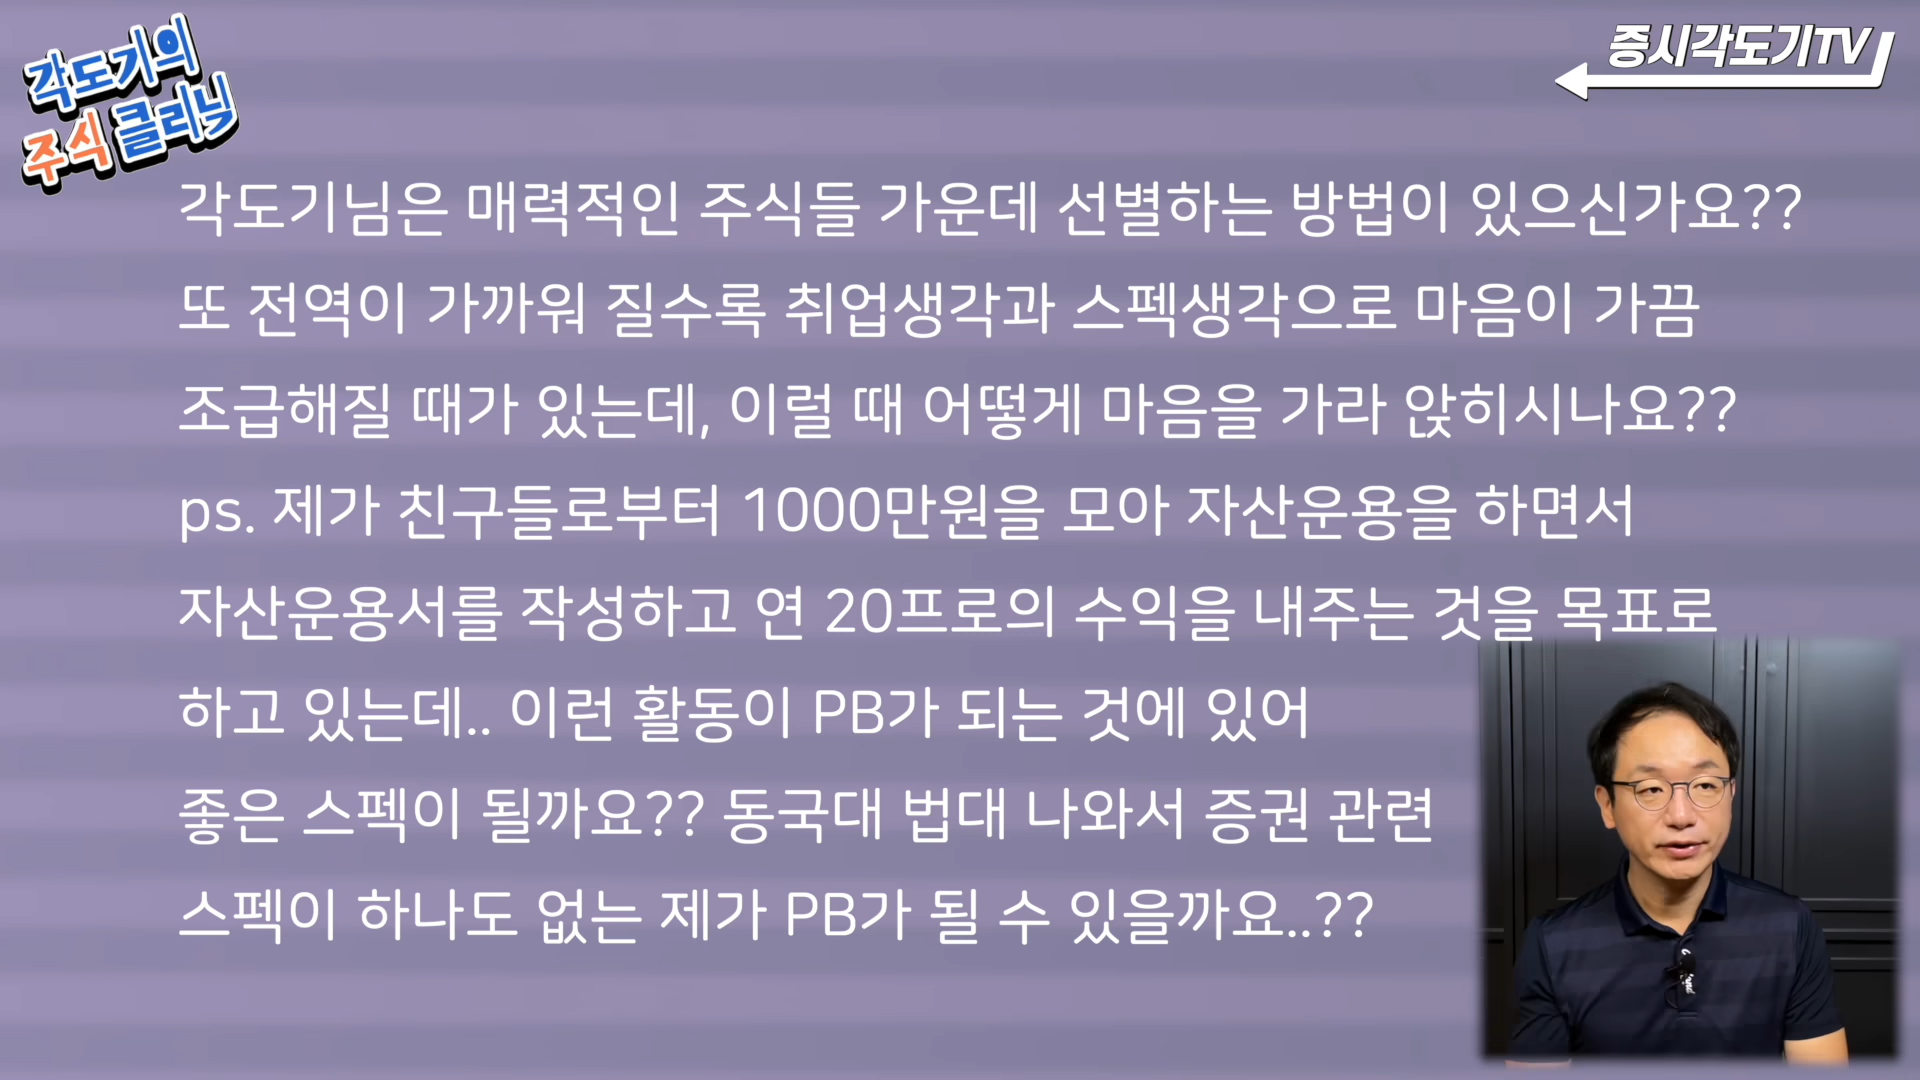 각도기의
주식 클리닉
증시각도기TV
각도기님은 매력적인 주식들 가운데 선별하는 방법이 있으신가요??
또 전역이 가까워 질수록 취업생각과 스펙생각으로 마음이 가끔
조급해질 때가 있는데, 이럴 때 어떻게 마음을 가라 앉히시나요??
ps. 제가 친구들로부터 1000만원을 모아 자산운용을 하면서
자산운용서를 작성하고 연 20프로의 수익을 내주는 것을 목표로
하고 있는데.. 이런 활동이 PB가 되는 것에 있어
좋은 스펙이 될까요?? 동국대 법대 나와서 증권 관련
스펙이 하나도 없는 제가 PB가 될 수 있을까요..??